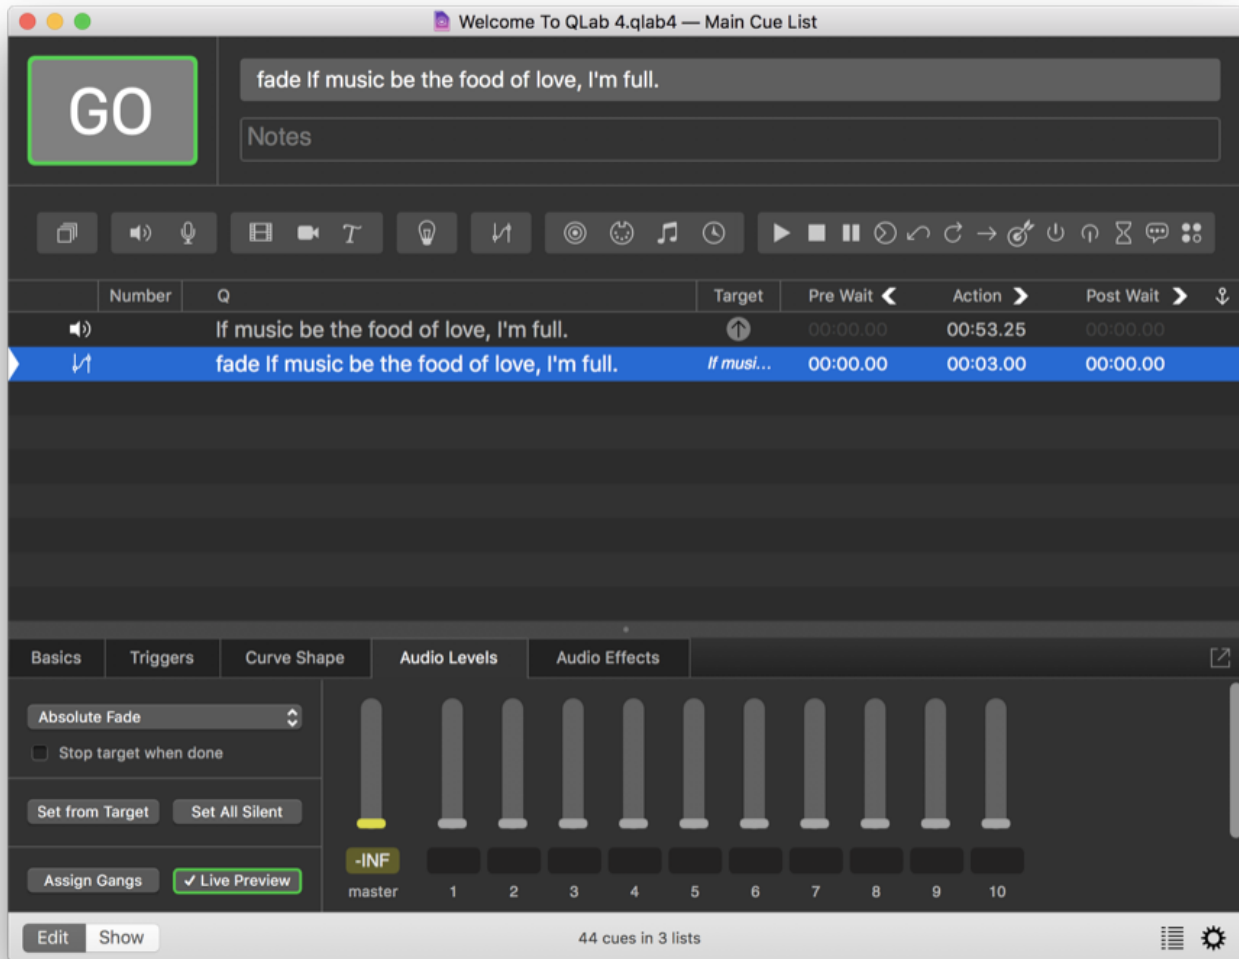 Welcome To QLab 4.qlab4 — Main Cue List
GO
fade If music be the food of love, I'm full.
Notes
Number Q Target Pre Wait Action Post Wait
If music be the food of love, I'm full. 00:00.00 00:53.25 00:00.00
fade If music be the food of love, I'm full. If musi... 00:00.00 00:03.00 00:00.00
Basics Triggers Curve Shape Audio Levels Audio Effects
Absolute Fade
Stop target when done
Set from Target Set All Silent
Assign Gangs ✓ Live Preview
-INF
master 1 2 3 4 5 6 7 8 9 10
Edit Show 44 cues in 3 lists